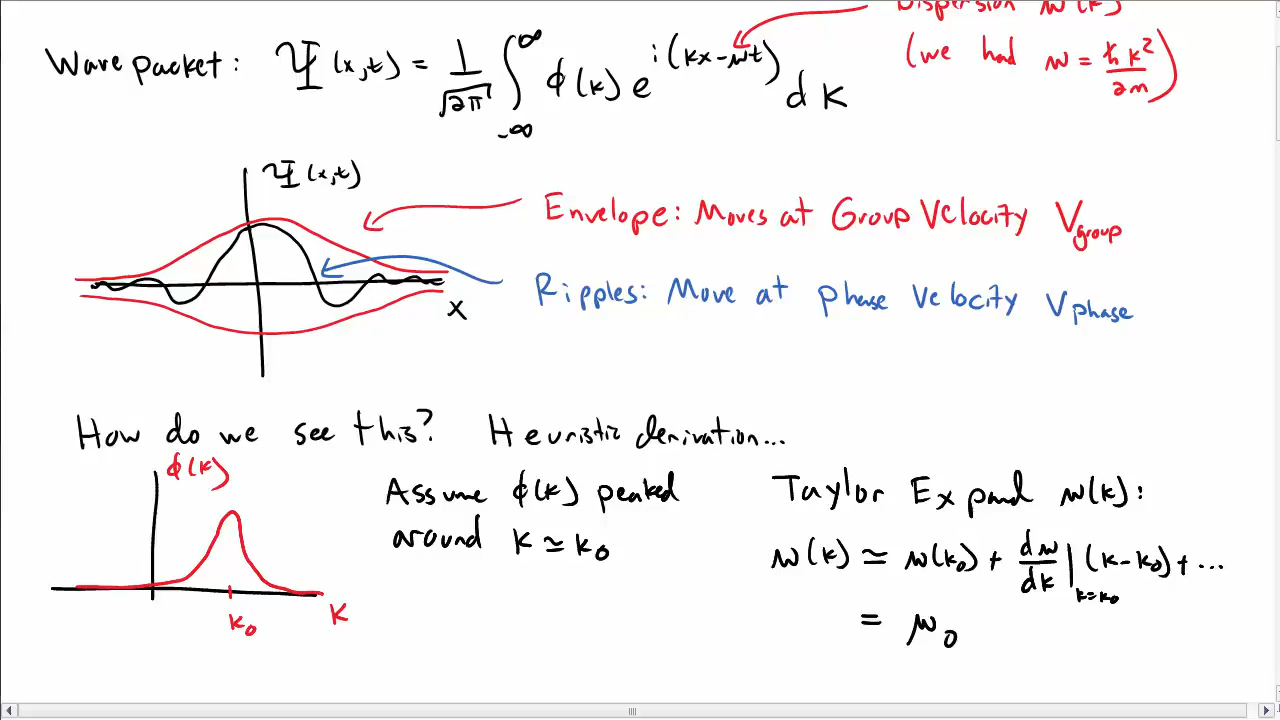 Dispersion ω(k)
Wave packet: Ψ(x,t) = 1/√2π ∫_{-∞}^{∞} ϕ(k) e^{i(kx-ωt)} dk
(we had ω = ħk²/2m)
Ψ(x,t)
Envelope: Moves at Group Velocity V_group
Ripples: Move at phase velocity V_phase
x
How do we see this? Heuristic derivation...
ϕ(k)
Assume ϕ(k) peaked
around k ≃ k₀
k₀
k
Taylor Expand ω(k):
ω(k) ≃ ω(k₀) + dω/dk|_{k=k₀} (k-k₀) + ...
= ω₀